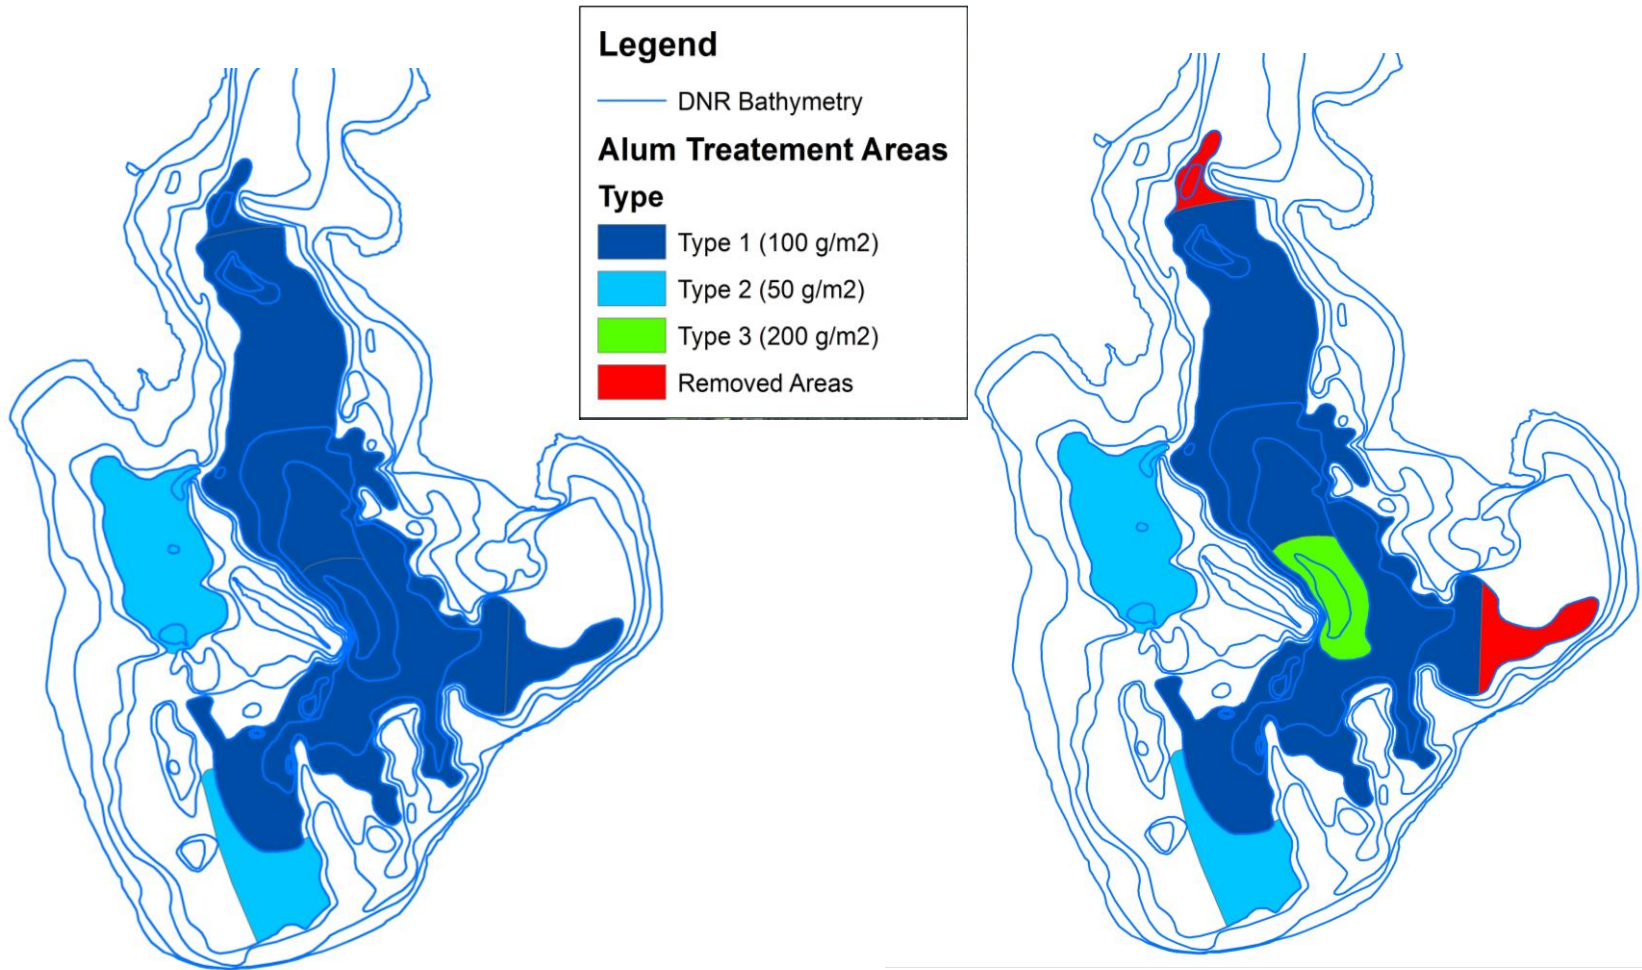 Legend
DNR Bathymetry
Alum Treatement Areas
Type
Type 1 (100 g/m2)
Type 2 (50 g/m2)
Type 3 (200 g/m2)
Removed Areas